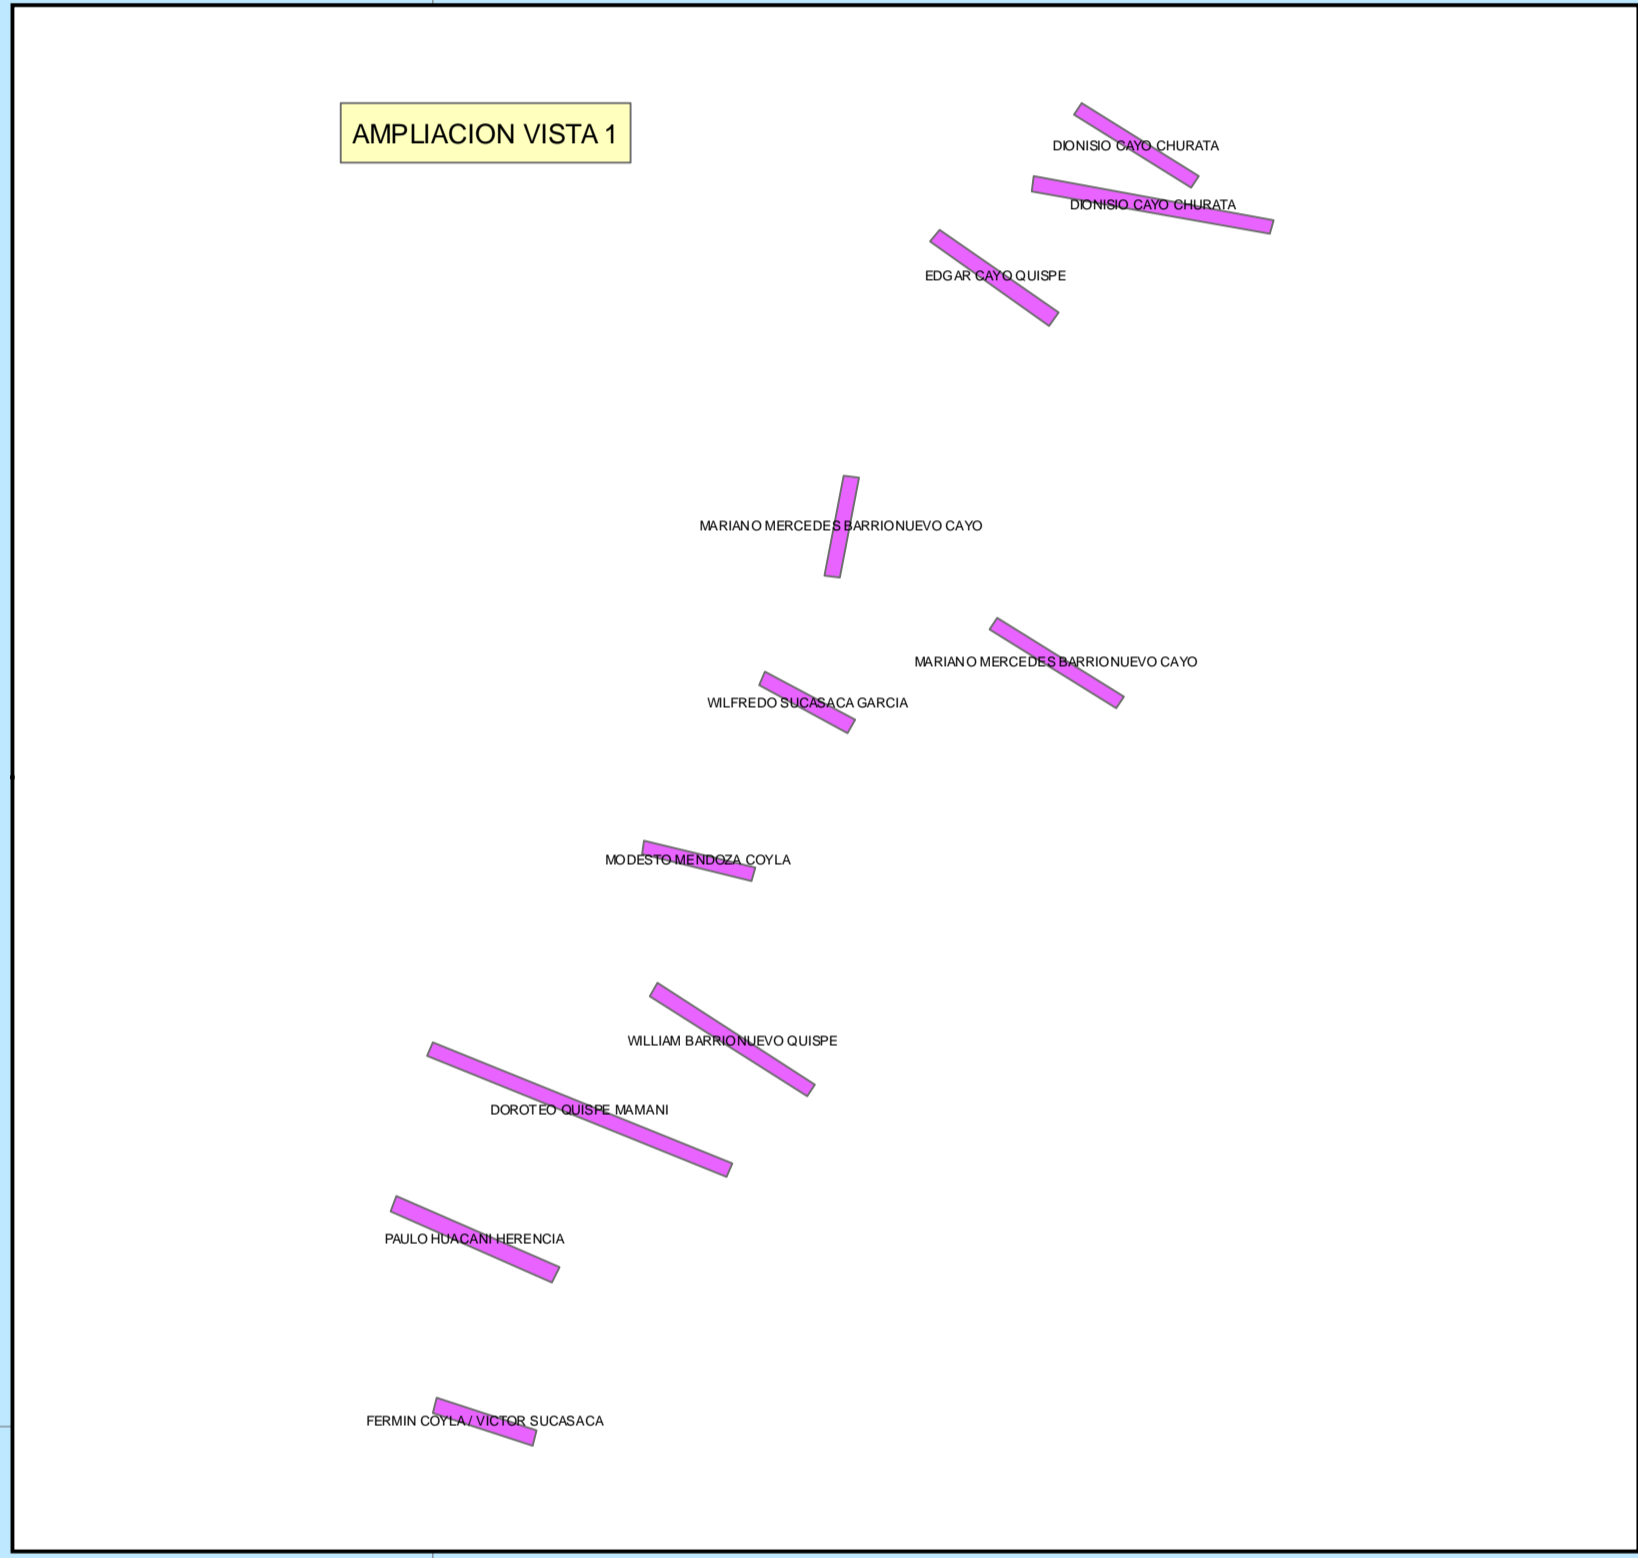 AMPLIACION VISTA 1
DIONISIO CAYO CHURATA
DIONISIO CAYO CHURATA
EDGAR CAYO QUISPE
MARIANO MERCEDES BARRIONUEVO CAYO
MARIANO MERCEDES BARRIONUEVO CAYO
WILFREDO SUCASACA GARCIA
MODESTO MENDOZA COYLA
WILLIAM BARRIONUEVO QUISPE
DOROTEO QUISPE MAMANI
PAULO HUACANI HERENCIA
FERMIN COYLA / VICTOR SUCASACA